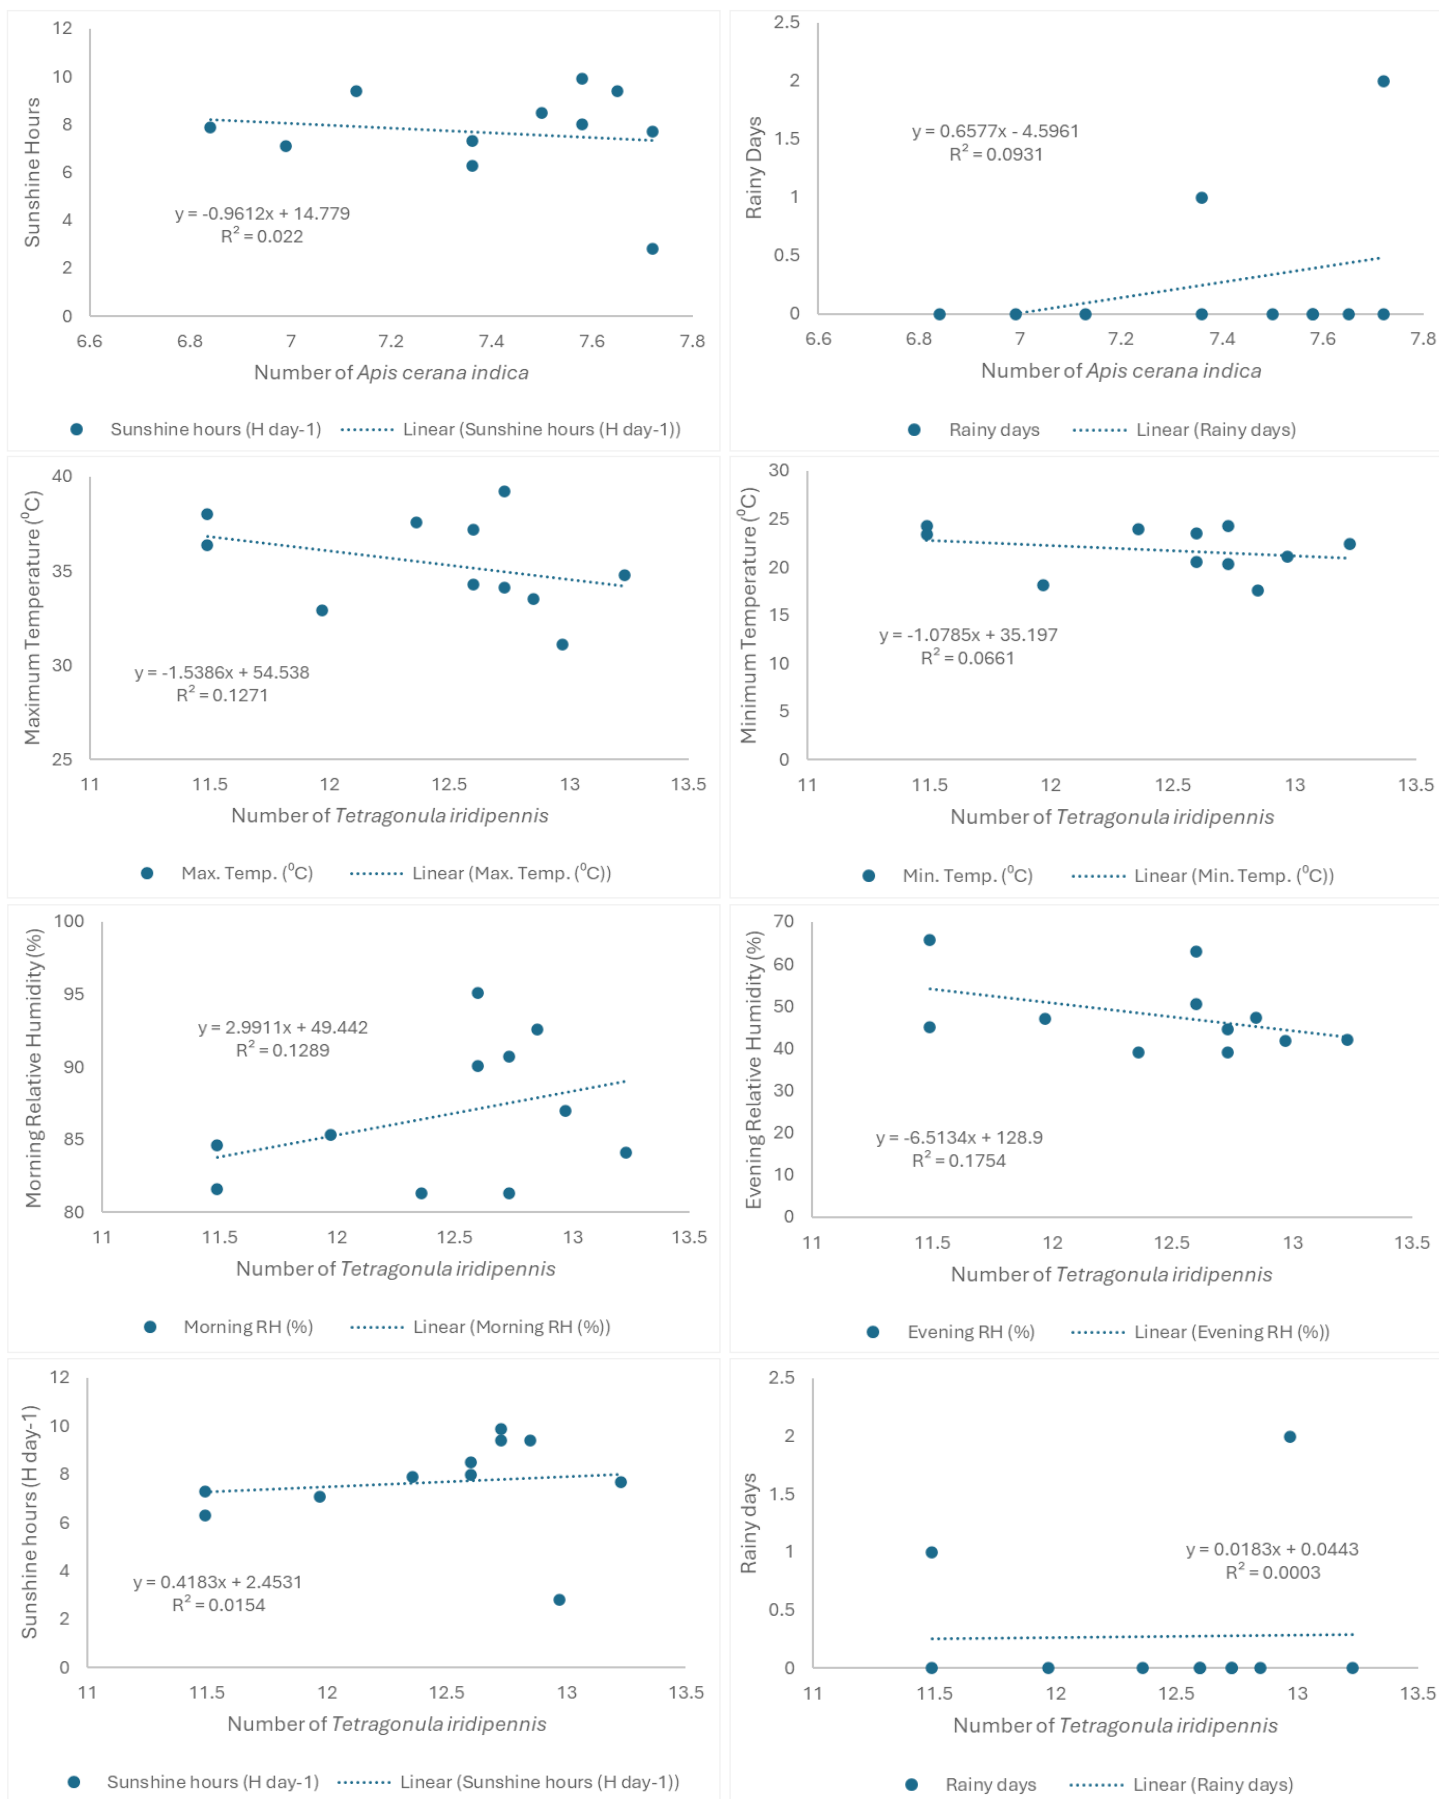 12
10
8
6
4
2
0
Sunshine Hours
y = -0.9612x + 14.779
R² = 0.022
6.6 6.8 7 7.2 7.4 7.6 7.8
Number of Apis cerana indica
Sunshine hours (H day-1) Linear (Sunshine hours (H day-1))
2.5
2
1.5
1
0.5
0
Rainy Days
y = 0.6577x - 4.5961
R² = 0.0931
6.6 6.8 7 7.2 7.4 7.6 7.8
Number of Apis cerana indica
Rainy days Linear (Rainy days)
40
35
30
25
Maximum Temperature (⁰C)
y = -1.5386x + 54.538
R² = 0.1271
11 11.5 12 12.5 13 13.5
Number of Tetragonula iridipennis
Max. Temp. (⁰C) Linear (Max. Temp. (⁰C))
30
25
20
15
10
5
0
Minimum Temperature (⁰C)
y = -1.0785x + 35.197
R² = 0.0661
11 11.5 12 12.5 13 13.5
Number of Tetragonula iridipennis
Min. Temp. (⁰C) Linear (Min. Temp. (⁰C))
100
95
90
85
80
Morning Relative Humidity (%)
y = 2.9911x + 49.442
R² = 0.1289
11 11.5 12 12.5 13 13.5
Number of Tetragonula iridipennis
Morning RH (%) Linear (Morning RH (%))
70
60
50
40
30
20
10
0
Evening Relative Humidity (%)
y = -6.5134x + 128.9
R² = 0.1754
11 11.5 12 12.5 13 13.5
Number of Tetragonula iridipennis
Evening RH (%) Linear (Evening RH (%))
12
10
8
6
4
2
0
Sunshine hours (H day-1)
y = 0.4183x + 2.4531
R² = 0.0154
11 11.5 12 12.5 13 13.5
Number of Tetragonula iridipennis
Sunshine hours (H day-1) Linear (Sunshine hours (H day-1))
2.5
2
1.5
1
0.5
0
Rainy days
y = 0.0183x + 0.0443
R² = 0.0003
11 11.5 12 12.5 13 13.5
Number of Tetragonula iridipennis
Rainy days Linear (Rainy days)